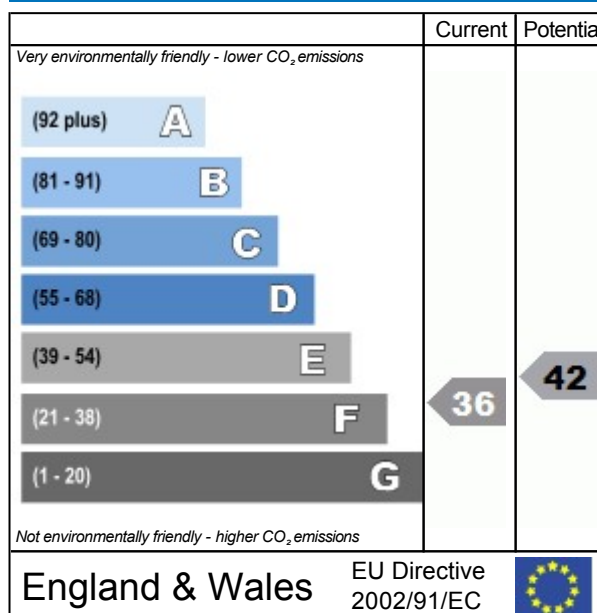 Current Potentia
Very environmentally friendly - lower CO₂ emissions
(92 plus) A
(81 - 91) B
(69 - 80) C
(55 - 68) D
(39 - 54) E
42
36
(21 - 38) F
(1 - 20) G
Not environmentally friendly - higher CO₂ emissions
England & Wales
EU Directive
2002/91/EC